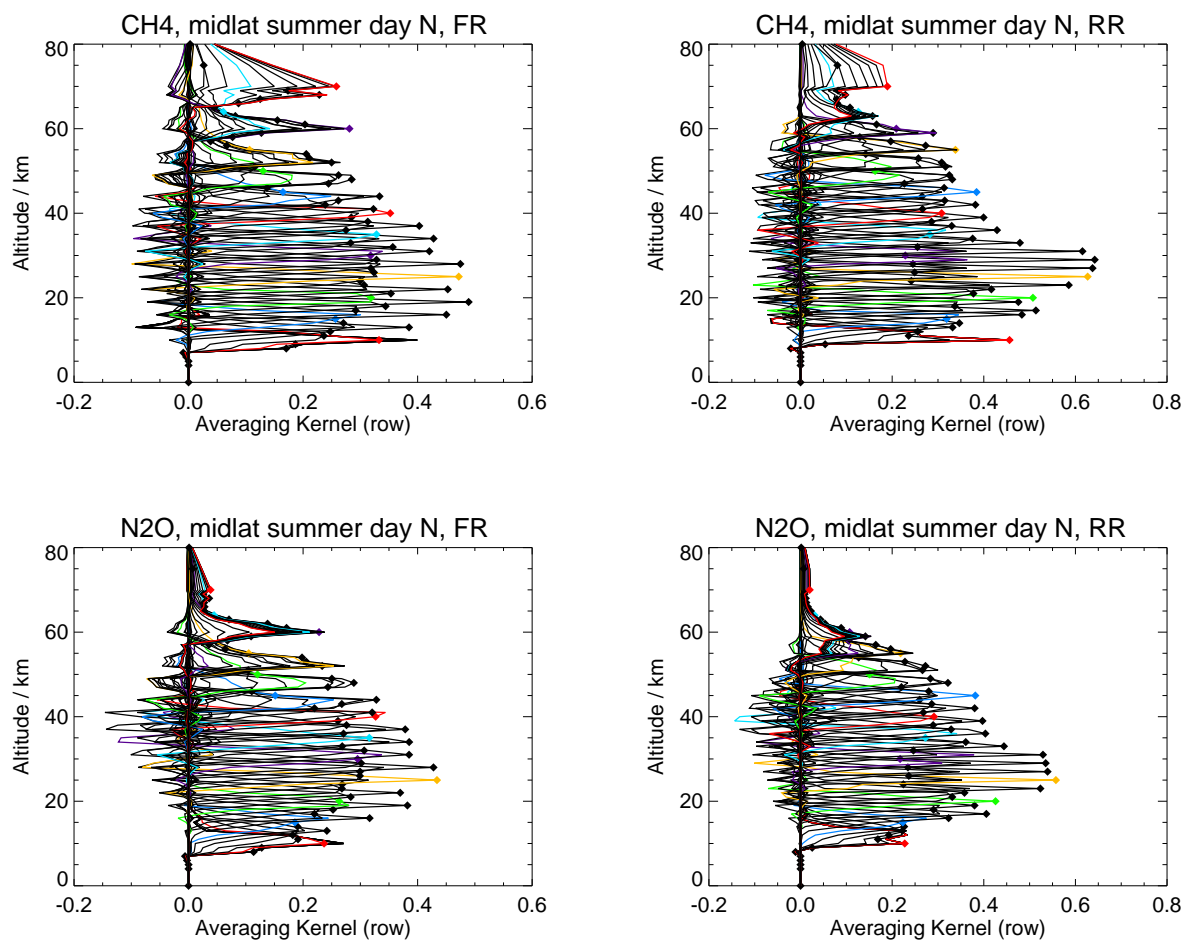 CH4, midlat summer day N, FR
80
60
40
20
0
Altitude / km
-0.2 0.0 0.2 0.4 0.6
Averaging Kernel (row)
CH4, midlat summer day N, RR
80
60
40
20
0
Altitude / km
-0.2 0.0 0.2 0.4 0.6 0.8
Averaging Kernel (row)
N2O, midlat summer day N, FR
80
60
40
20
0
Altitude / km
-0.2 0.0 0.2 0.4 0.6
Averaging Kernel (row)
N2O, midlat summer day N, RR
80
60
40
20
0
Altitude / km
-0.2 0.0 0.2 0.4 0.6 0.8
Averaging Kernel (row)